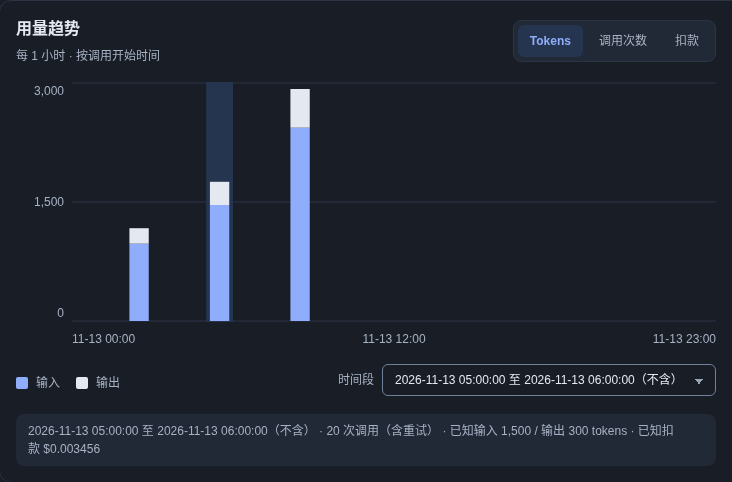 用量趋势
每 1 小时 · 按调用开始时间
Tokens 调用次数 扣款
3,000
1,500
0
11-13 00:00 11-13 12:00 11-13 23:00
输入 输出 时间段 2026-11-13 05:00:00 至 2026-11-13 06:00:00（不含）
2026-11-13 05:00:00 至 2026-11-13 06:00:00（不含） · 20 次调用（含重试） · 已知输入 1,500 / 输出 300 tokens · 已知扣
款 $0.003456